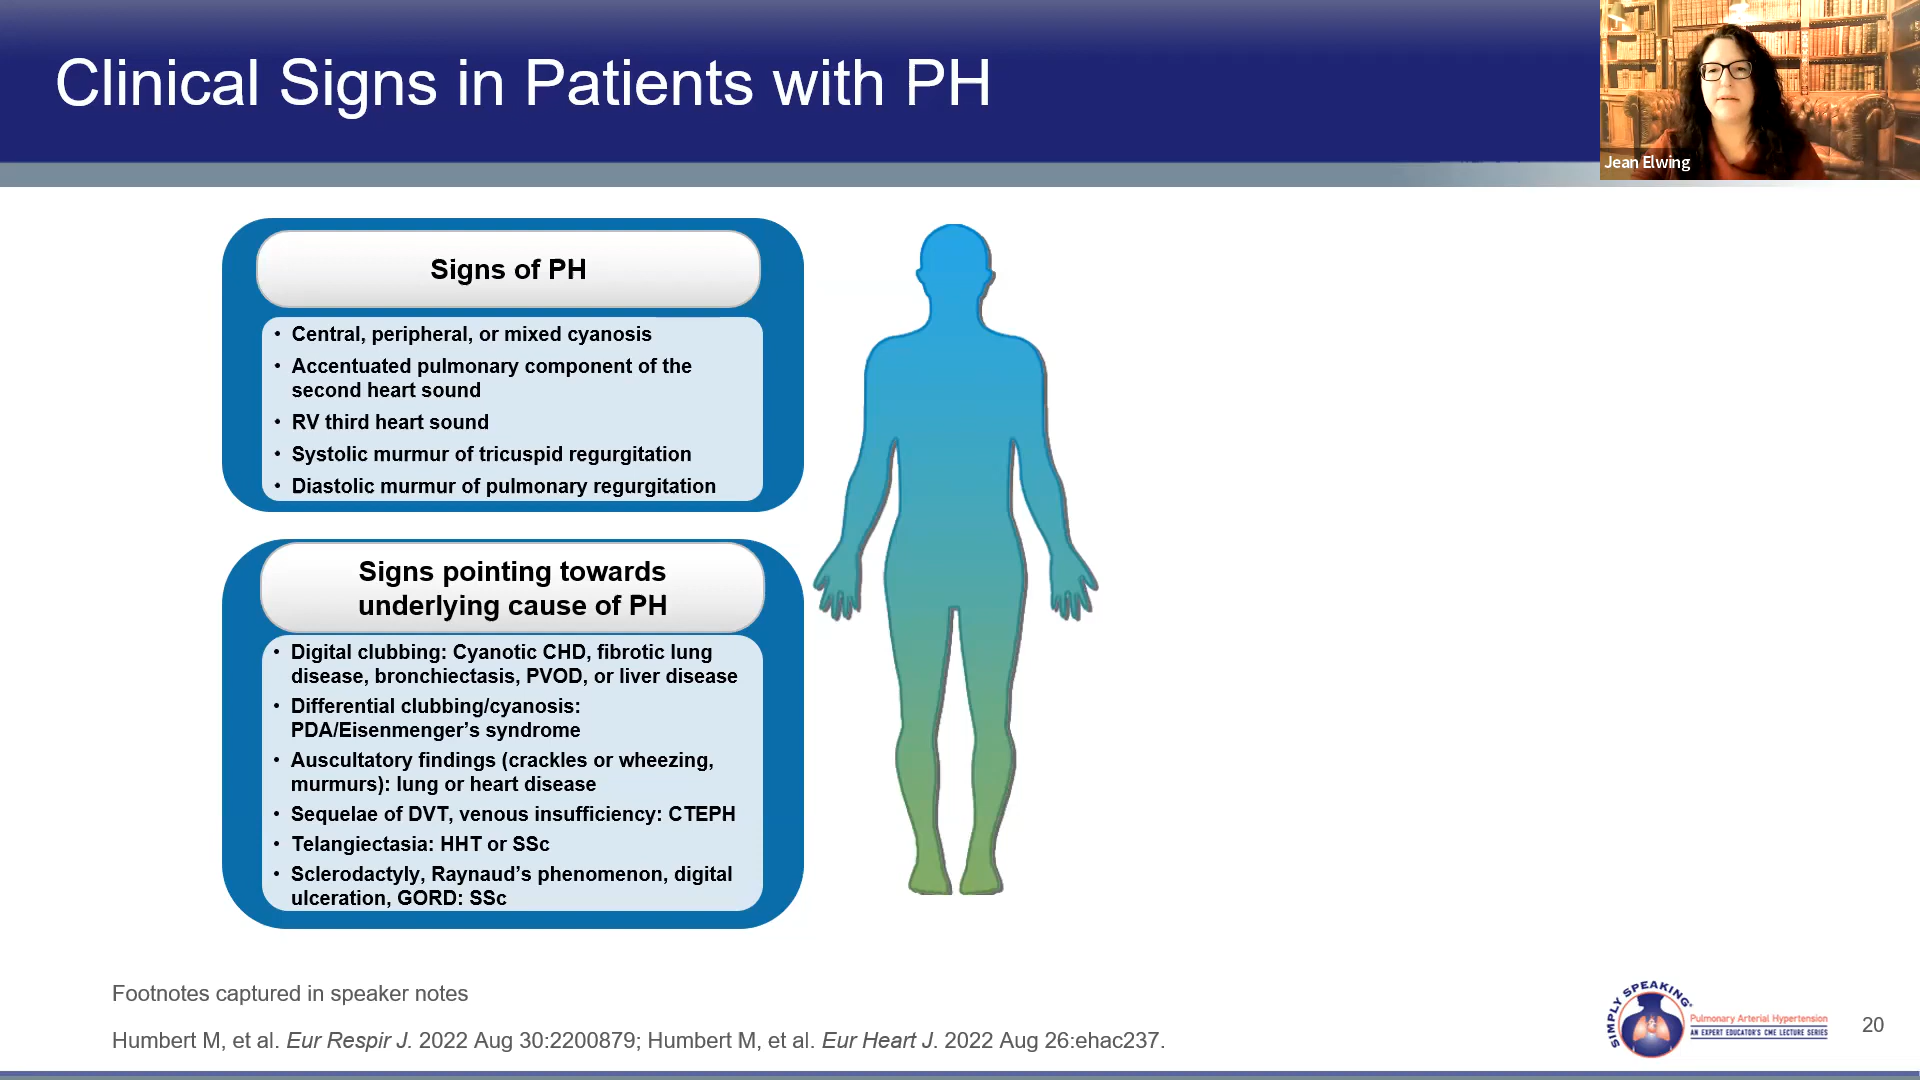 Clinical Signs in Patients with PH
Jean Elwing
Signs of PH
• Central, peripheral, or mixed cyanosis
• Accentuated pulmonary component of the
second heart sound
• RV third heart sound
• Systolic murmur of tricuspid regurgitation
• Diastolic murmur of pulmonary regurgitation
Signs pointing towards
underlying cause of PH
• Digital clubbing: Cyanotic CHD, fibrotic lung
disease, bronchiectasis, PVOD, or liver disease
• Differential clubbing/cyanosis:
PDA/Eisenmenger’s syndrome
• Auscultatory findings (crackles or wheezing,
murmurs): lung or heart disease
• Sequelae of DVT, venous insufficiency: CTEPH
• Telangiectasia: HHT or SSc
• Sclerodactyly, Raynaud’s phenomenon, digital
ulceration, GORD: SSc
Footnotes captured in speaker notes
Humbert M, et al. Eur Respir J. 2022 Aug 30:2200879; Humbert M, et al. Eur Heart J. 2022 Aug 26:ehac237.
SIMPLY SPEAKING
Pulmonary Arterial Hypertension
AN EXPERT EDUCATOR'S CME LECTURE SERIES
20